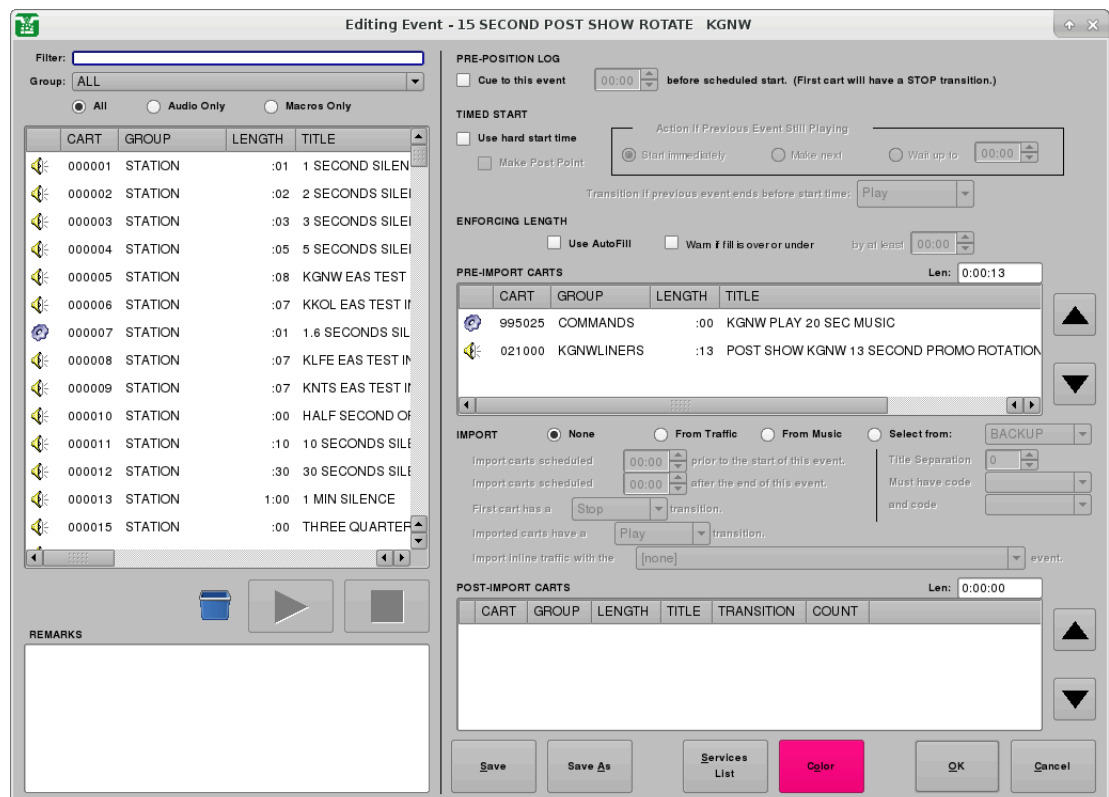 Editing Event - 15 SECOND POST SHOW ROTATE KGNW
Filter:
Group: ALL
All Audio Only Macros Only
CART GROUP LENGTH TITLE
000001 STATION :01 1 SECOND SILEN
000002 STATION :02 2 SECONDS SILE
000003 STATION :03 3 SECONDS SILE
000004 STATION :05 5 SECONDS SILE
000005 STATION :08 KGNW EAS TEST
000006 STATION :07 KKOL EAS TEST I
000007 STATION :01 1.6 SECONDS SIL
000008 STATION :07 KLFE EAS TEST IN
000009 STATION :07 KNTS EAS TEST I
000010 STATION :00 HALF SECOND OF
000011 STATION :10 10 SECONDS SILE
000012 STATION :30 30 SECONDS SILE
000013 STATION 1:00 1 MIN SILENCE
000015 STATION :00 THREE QUARTER
REMARKS
PRE-POSITION LOG
Cue to this event 00:00 before scheduled start. (First cart will have a STOP transition.)
TIMED START
Use hard start time
Make Post Point
Action If Previous Event Still Playing
Start immediately Make next Wait up to 00:00
Transition if previous event ends before start time: Play
ENFORCING LENGTH
Use AutoFill Warn if fill is over or under by at least 00:00
PRE-IMPORT CARTS Len: 0:00:13
CART GROUP LENGTH TITLE
995025 COMMANDS :00 KGNW PLAY 20 SEC MUSIC
021000 KGNWLINERS :13 POST SHOW KGNW 13 SECOND PROMO ROTATION
IMPORT None From Traffic From Music Select from: BACKUP
Import carts scheduled 00:00 prior to the start of this event.
Import carts scheduled 00:00 after the end of this event.
First cart has a Stop transition.
Imported carts have a Play transition.
Import inline traffic with the [none] event.
Title Separation 0
Must have code
and code
POST-IMPORT CARTS Len: 0:00:00
CART GROUP LENGTH TITLE TRANSITION COUNT
Save Save As Services List Color OK Cancel